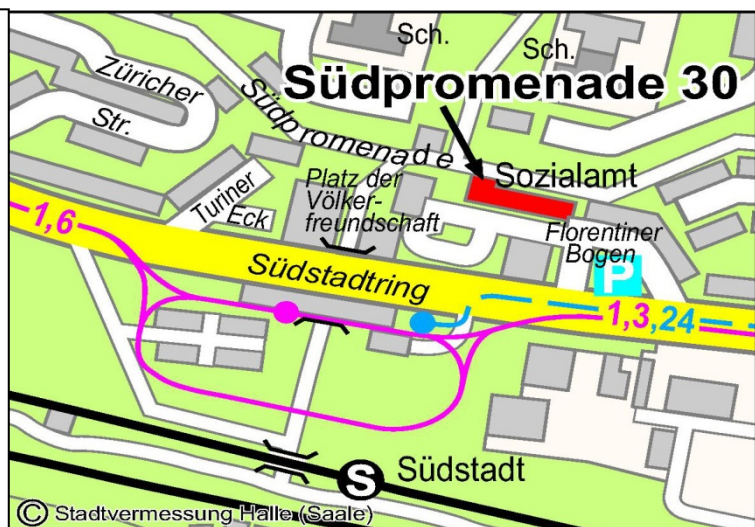 Sch.
Sch.
Züricher
Str.
Südpromenade 30
Südpromenade
Sozialamt
Platz der
Völker-
freundschaft
Turiner
Eck
Florentiner
Bogen
P
1,6
Südstadtring
1,3,24
S Südstadt
© Stadtvermessung Halle (Saale)